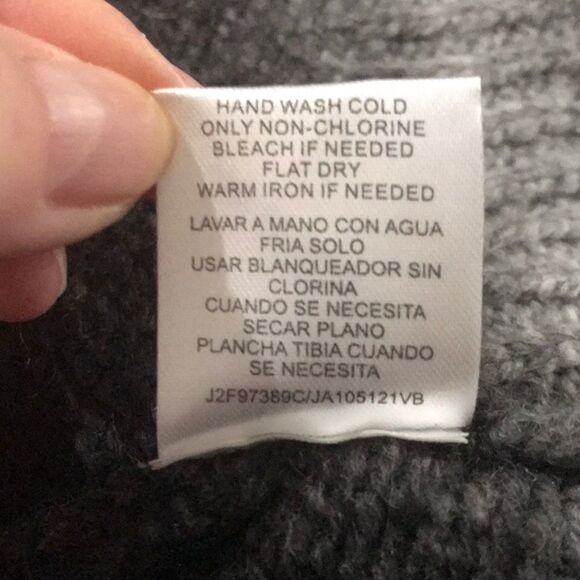 HAND WASH COLD
ONLY NON-CHLORINE
BLEACH IF NEEDED
FLAT DRY
WARM IRON IF NEEDED
LAVAR A MANO CON AGUA
FRIA SOLO
USAR BLANQUEADOR SIN
CLORINA
CUANDO SE NECESITA
SECAR PLANO
PLANCHA TIBIA CUANDO
SE NECESITA
J2F97389C/JA105121VB